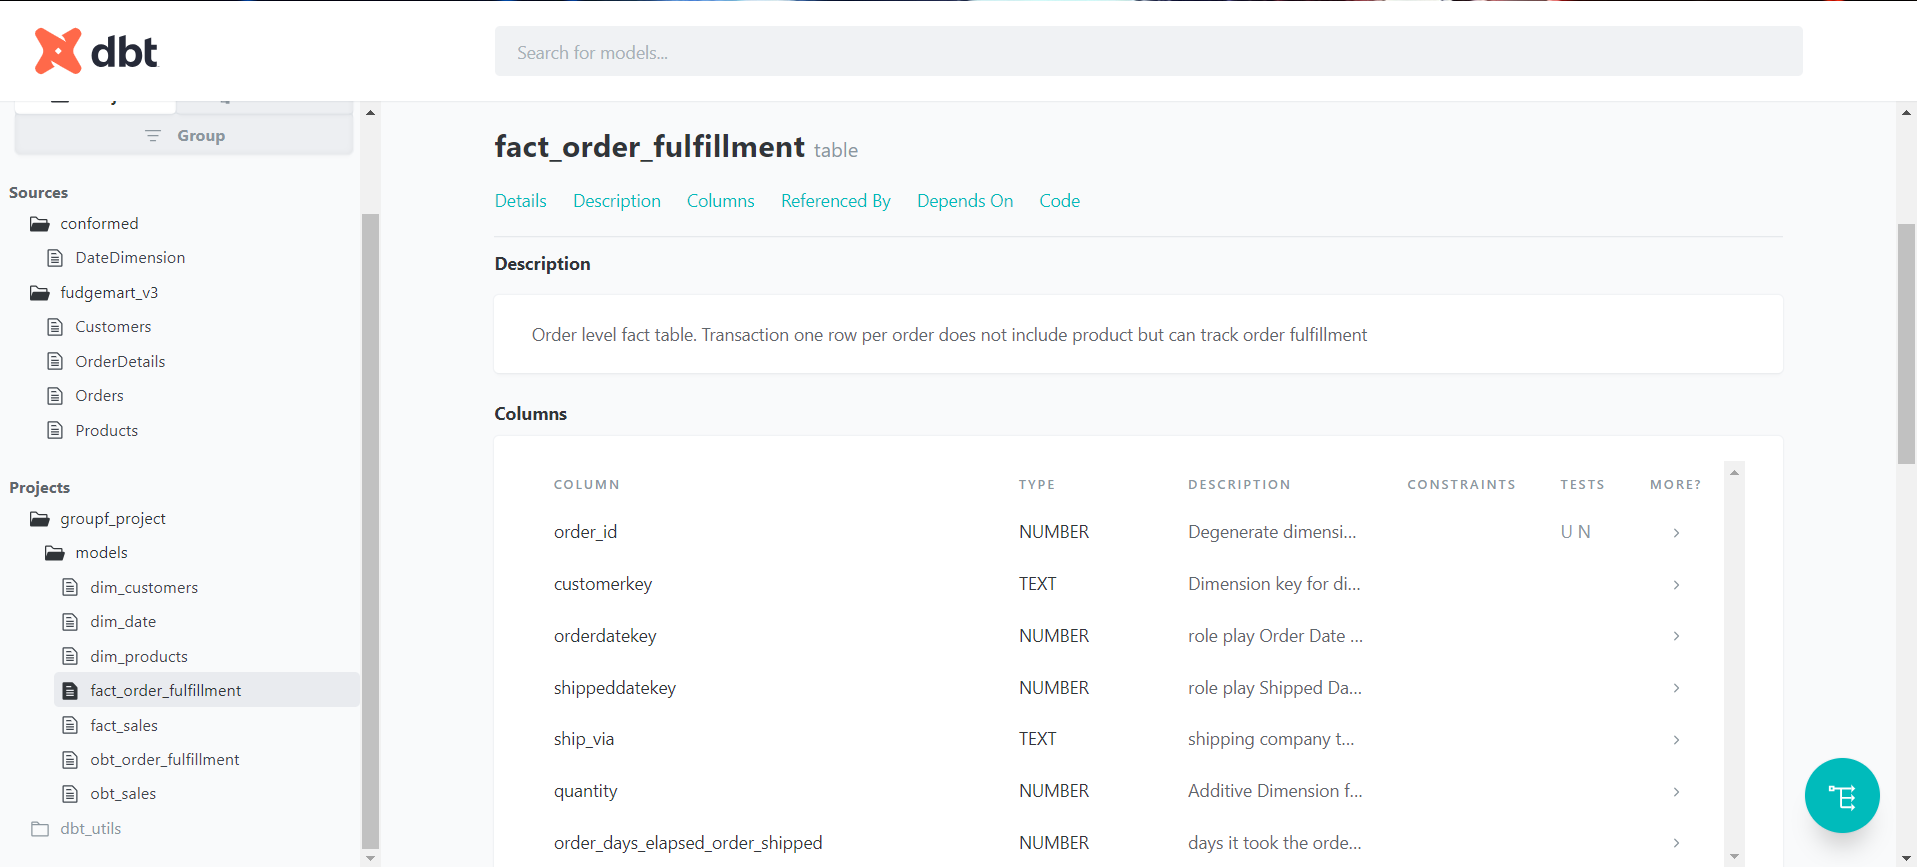 dbt
Search for models...
Group
Sources
conformed
DateDimension
fudgemart_v3
Customers
OrderDetails
Orders
Products
Projects
groupf_project
models
dim_customers
dim_date
dim_products
fact_order_fulfillment
fact_sales
obt_order_fulfillment
obt_sales
dbt_utils
fact_order_fulfillment table
Details Description Columns Referenced By Depends On Code
Description
Order level fact table. Transaction one row per order does not include product but can track order fulfillment
Columns
COLUMN TYPE DESCRIPTION CONSTRAINTS TESTS MORE?
order_id NUMBER Degenerate dimensi... U N
customerkey TEXT Dimension key for di...
orderdatekey NUMBER role play Order Date ...
shippeddatekey NUMBER role play Shipped Da...
ship_via TEXT shipping company t...
quantity NUMBER Additive Dimension f...
order_days_elapsed_order_shipped NUMBER days it took the orde...